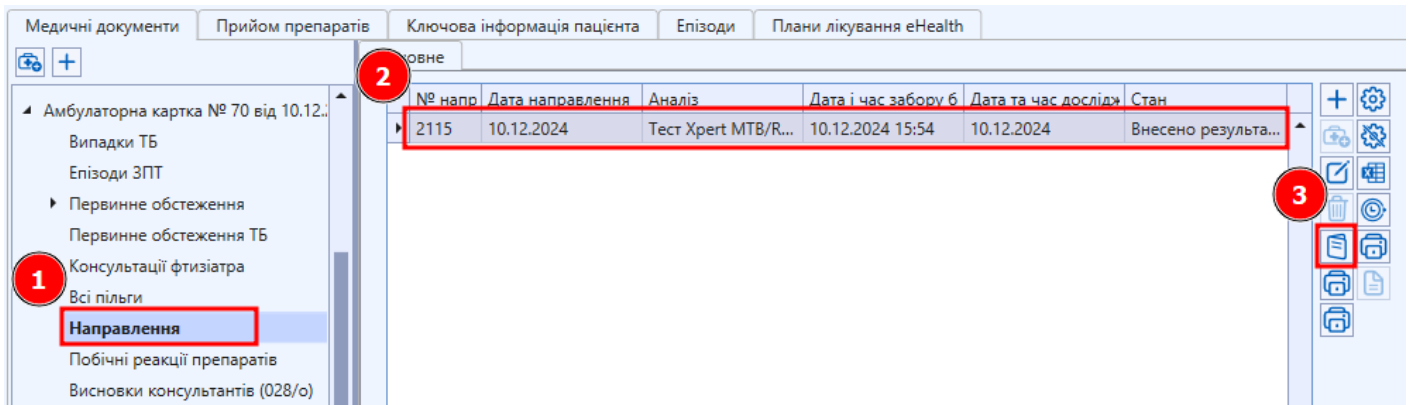 Медичні документи Прийом препаратів Ключова інформація пацієнта Епізоди Плани лікування eHealth
овне
2
№ напр Дата направлення Аналіз Дата і час забору б Дата та час дослідж Стан
2115 10.12.2024 Тест Xpert MTB/R... 10.12.2024 15:54 10.12.2024 Внесено результа...
3
Амбулаторна картка № 70 від 10.12.:
Випадки ТБ
Епізоди ЗПТ
Первинне обстеження
Первинне обстеження ТБ
1
Консультації фтизіатра
Всі пільги
Направлення
Побічні реакції препаратів
Висновки консультантів (028/о)